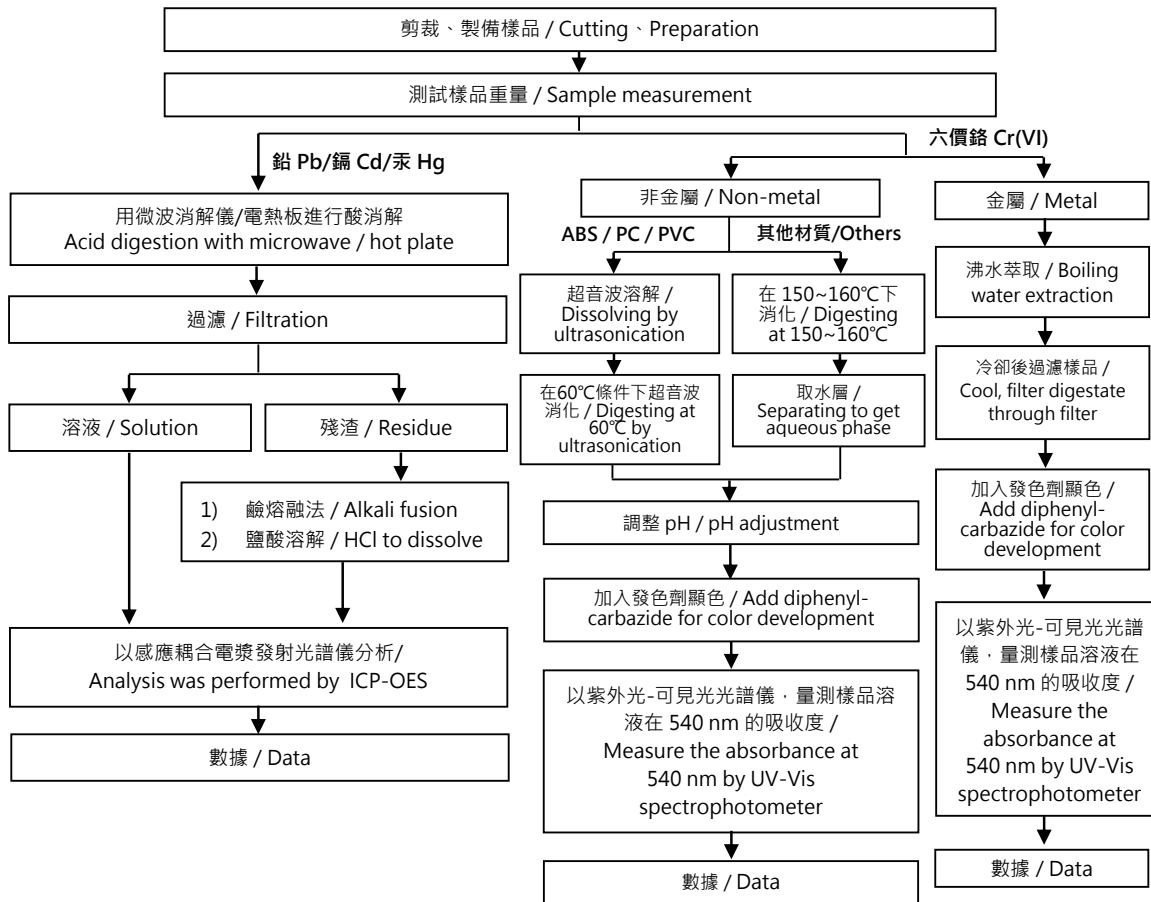 剪裁、製備樣品 / Cutting、Preparation
測試樣品重量 / Sample measurement
鉛 Pb/鎘 Cd/汞 Hg
用微波消解儀/電熱板進行酸消解
Acid digestion with microwave / hot plate
過濾 / Filtration
溶液 / Solution
殘渣 / Residue
1) 鹼熔融法 / Alkali fusion
2) 鹽酸溶解 / HCl to dissolve
以感應耦合電漿發射光譜儀分析/
Analysis was performed by ICP-OES
數據 / Data
六價鉻 Cr(VI)
非金屬 / Non-metal
ABS / PC / PVC
超音波溶解 /
Dissolving by
ultrasonication
在60℃條件下超音波
消化 / Digesting at
60℃ by
ultrasonication
其他材質/Others
在 150~160℃下
消化 / Digesting
at 150~160℃
取水層 /
Separating to get
aqueous phase
調整 pH / pH adjustment
加入發色劑顯色 / Add diphenyl-
carbazide for color development
以紫外光-可見光光譜儀，量測樣品溶
液在 540 nm 的吸收度 /
Measure the absorbance at
540 nm by UV-Vis
spectrophotometer
數據 / Data
金屬 / Metal
沸水萃取 / Boiling
water extraction
冷卻後過濾樣品 /
Cool, filter digestate
through filter
加入發色劑顯色 /
Add diphenyl-
carbazide for color
development
以紫外光-可見光光譜
儀，量測樣品溶液在
540 nm 的吸收度 /
Measure the
absorbance at
540 nm by UV-Vis
spectrophotometer
數據 / Data